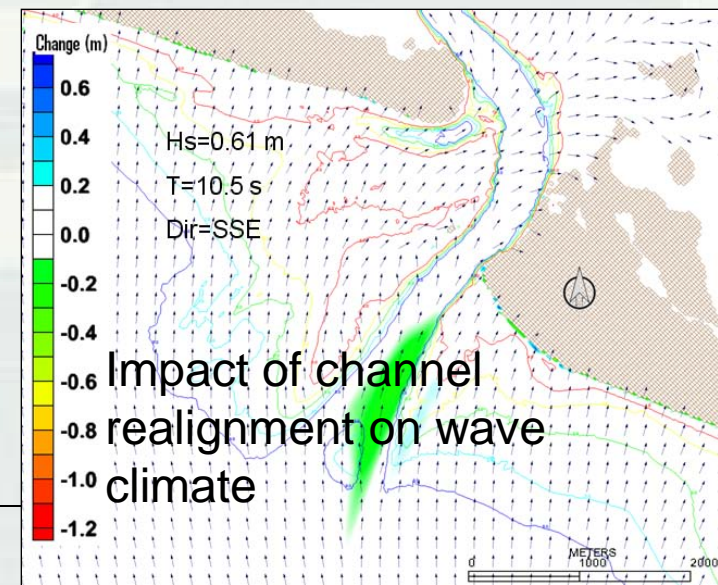 Change (m)
0.6
0.4
0.2
0.0
-0.2
-0.4
-0.6
-0.8
-1.0
-1.2
Hs=0.61 m
T=10.5 s
Dir=SSE
Impact of channel
realignment on wave
climate
METERS
0 1000 2000